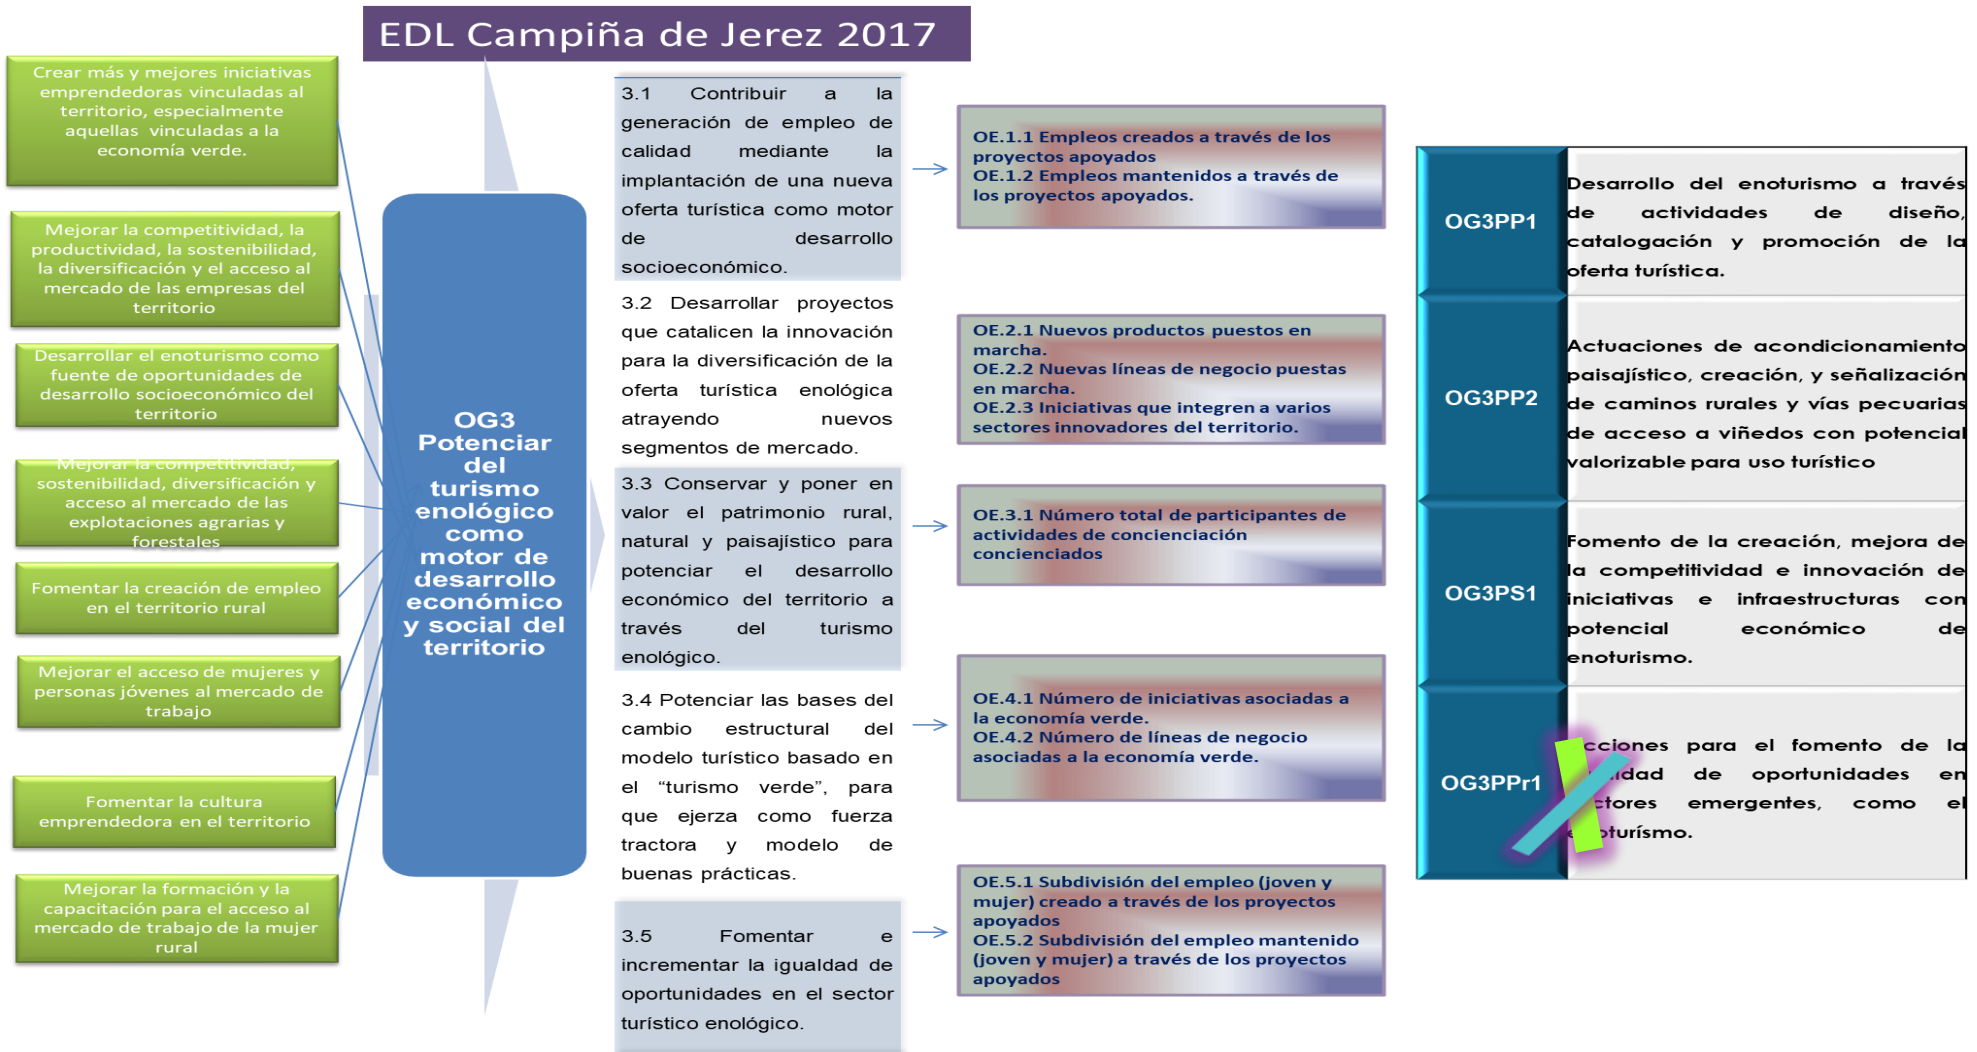 EDL Campiña de Jerez 2017
Crear más y mejores iniciativas
emprendedoras vinculadas al
territorio, especialmente
aquellas vinculadas a la
economía verde.
Mejorar la competitividad, la
productividad, la sostenibilidad,
la diversificación y el acceso al
mercado de las empresas del
territorio
Desarrollar el enoturismo como
fuente de oportunidades de
desarrollo socioeconómico del
territorio
Mejorar la competitividad,
sostenibilidad, diversificación y
acceso al mercado de las
explotaciones agrarias y
forestales
Fomentar la creación de empleo
en el territorio rural
Mejorar el acceso de mujeres y
personas jóvenes al mercado de
trabajo
Fomentar la cultura
emprendedora en el territorio
Mejorar la formación y la
capacitación para el acceso al
mercado de trabajo de la mujer
rural
OG3
Potenciar
del
turismo
enológico
como
motor de
desarrollo
económico
y social del
territorio
3.1 Contribuir a la
generación de empleo de
calidad mediante la
implantación de una nueva
oferta turística como motor
de desarrollo
socioeconómico.
3.2 Desarrollar proyectos
que catalicen la innovación
para la diversificación de la
oferta turística enológica
atrayendo nuevos
segmentos de mercado.
3.3 Conservar y poner en
valor el patrimonio rural,
natural y paisajístico para
potenciar el desarrollo
económico del territorio a
través del turismo
enológico.
3.4 Potenciar las bases del
cambio estructural del
modelo turístico basado en
el “turismo verde”, para
que ejerza como fuerza
tractora y modelo de
buenas prácticas.
3.5 Fomentar e
incrementar la igualdad de
oportunidades en el sector
turístico enológico.
OE.1.1 Empleos creados a través de los
proyectos apoyados
OE.1.2 Empleos mantenidos a través de
los proyectos apoyados.
OE.2.1 Nuevos productos puestos en
marcha.
OE.2.2 Nuevas líneas de negocio puestas
en marcha.
OE.2.3 Iniciativas que integren a varios
sectores innovadores del territorio.
OE.3.1 Número total de participantes de
actividades de concienciación
concienciados
OE.4.1 Número de iniciativas asociadas a
la economía verde.
OE.4.2 Número de líneas de negocio
asociadas a la economía verde.
OE.5.1 Subdivisión del empleo (joven y
mujer) creado a través de los proyectos
apoyados
OE.5.2 Subdivisión del empleo mantenido
(joven y mujer) a través de los proyectos
apoyados
OG3PP1
Desarrollo del enoturismo a través
de actividades de diseño,
catalogación y promoción de la
oferta turística.
OG3PP2
Actuaciones de acondicionamiento
paisajístico, creación, y señalización
de caminos rurales y vías pecuarias
de acceso a viñedos con potencial
valorizable para uso turístico
OG3PS1
Fomento de la creación, mejora de
la competitividad e innovación de
iniciativas e infraestructuras con
potencial económico de
enoturismo.
OG3PPr1
para el fomento de la
de oportunidades en
emergentes, como el